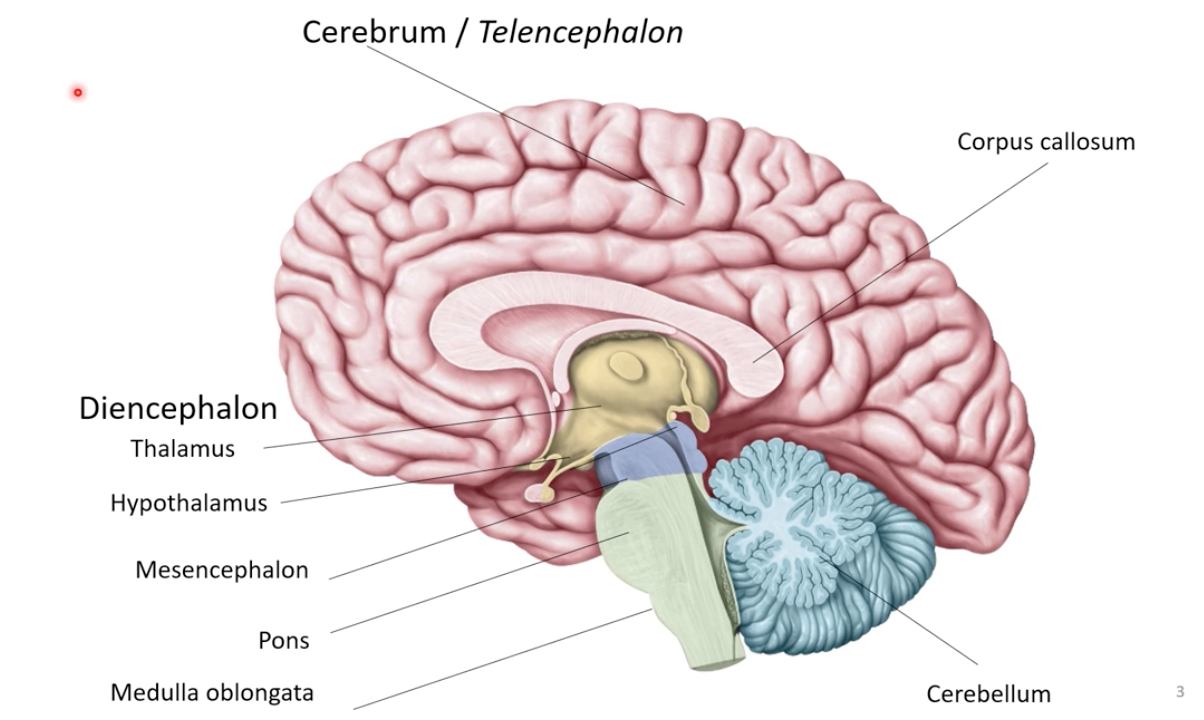 Cerebrum / Telencephalon
Corpus callosum
Diencephalon
Thalamus
Hypothalamus
Mesencephalon
Pons
Medulla oblongata
Cerebellum
3